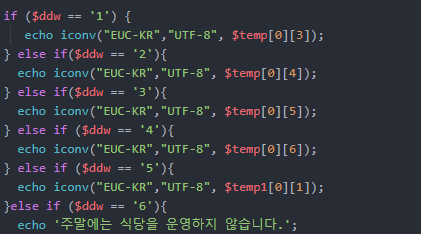 if ($ddw == '1') {
echo iconv("EUC-KR","UTF-8", $temp[0][3]);
} else if($ddw == '2'){
echo iconv("EUC-KR","UTF-8", $temp[0][4]);
} else if($ddw == '3'){
echo iconv("EUC-KR","UTF-8", $temp[0][5]);
} else if ($ddw == '4'){
echo iconv("EUC-KR","UTF-8", $temp[0][6]);
} else if ($ddw == '5'){
echo iconv("EUC-KR","UTF-8", $temp1[0][1]);
}else if ($ddw == '6'){
echo '주말에는 식당을 운영하지 않습니다.';